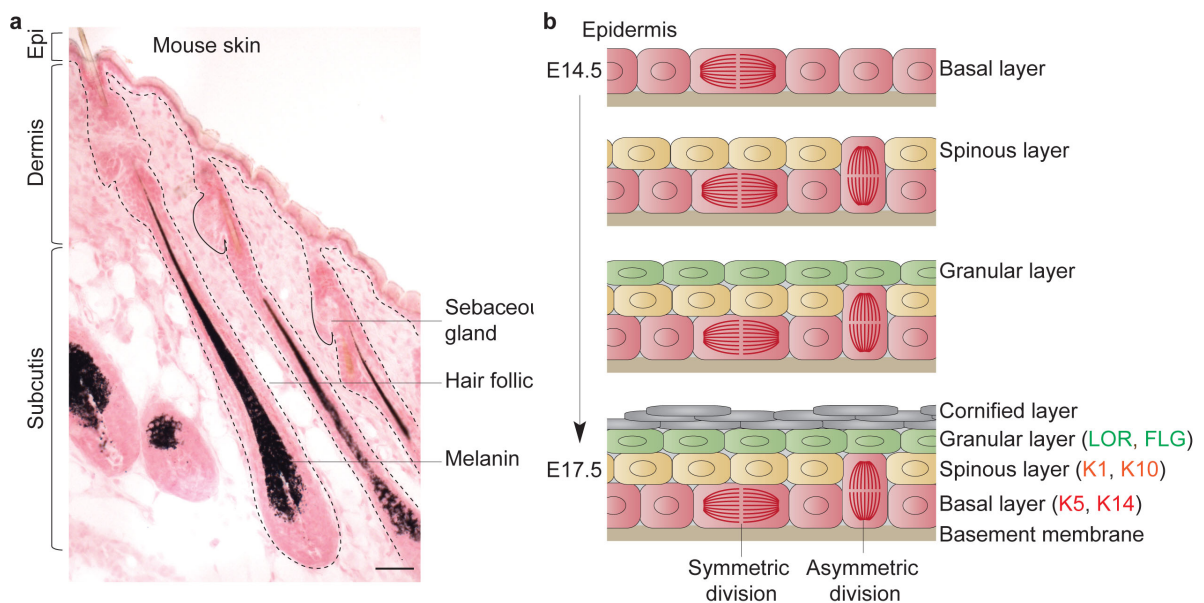 a
Mouse skin
Epi
Dermis
Subcutis
Sebaceou
gland
Hair follic
Melanin
b
Epidermis
E14.5
Basal layer
Spinous layer
Granular layer
Cornified layer
Granular layer (LOR, FLG)
E17.5
Spinous layer (K1, K10)
Basal layer (K5, K14)
Basement membrane
Symmetric
division
Asymmetric
division